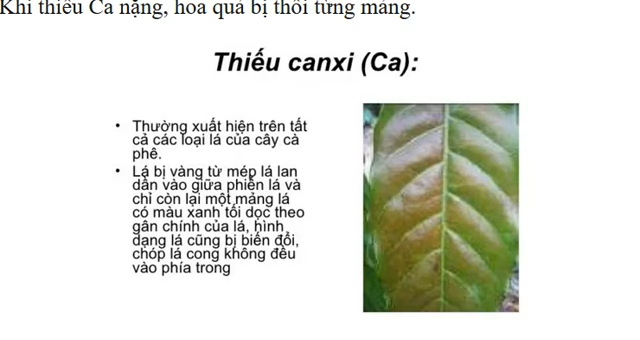 Khi thiếu Ca nặng, hoa quả bị thối từng mảng.
Thiếu canxi (Ca):
• Thường xuất hiện trên tất
cả các loại lá của cây cà
phê.
• Lá bị vàng từ mép lá lan
dần vào giữa phiến lá và
chỉ còn lại một mảng lá
có màu xanh tối dọc theo
gân chính của lá, hình
dạng lá cũng bị biến đổi,
chóp lá cong không đều
vào phía trong